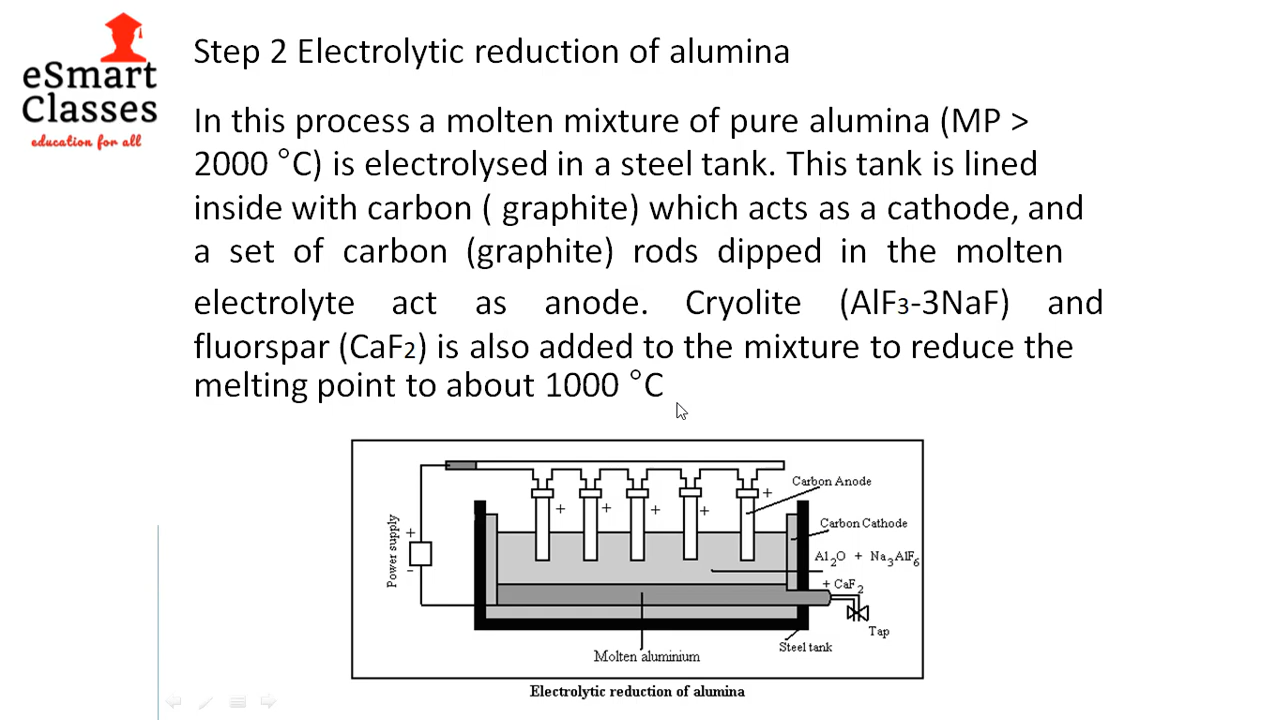 eSmart
Classes
education for all
Step 2 Electrolytic reduction of alumina
In this process a molten mixture of pure alumina (MP >
2000 °C) is electrolysed in a steel tank. This tank is lined
inside with carbon ( graphite) which acts as a cathode, and
a set of carbon (graphite) rods dipped in the molten
electrolyte act as anode. Cryolite (AlF3-3NaF) and
fluorspar (CaF2) is also added to the mixture to reduce the
melting point to about 1000 °C
Carbon Anode
+ + + + +
Carbon Cathode
Power supply
+
-
Al2O + Na3AlF6
+ CaF2
Tap
Steel tank
Molten aluminium
Electrolytic reduction of alumina